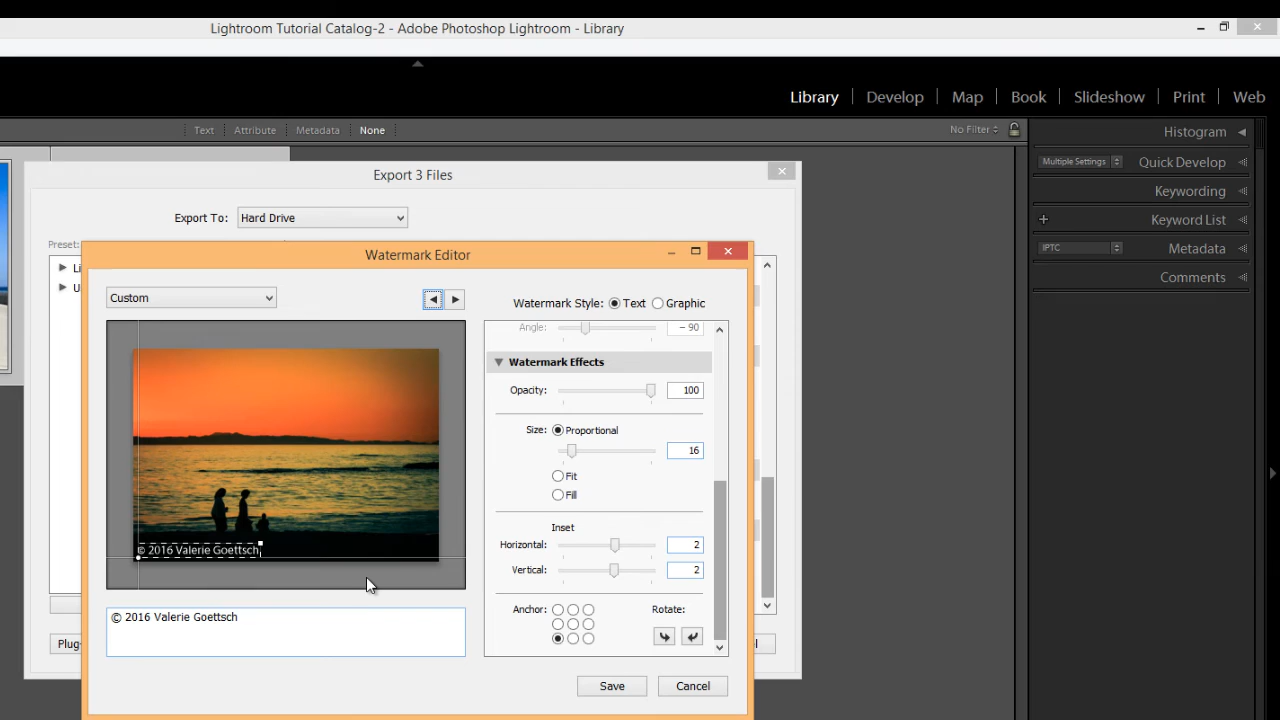 Lightroom Tutorial Catalog-2 - Adobe Photoshop Lightroom - Library
Library Develop Map Book Slideshow Print Web
Text Attribute Metadata None
No Filter
Histogram
Multiple Settings Quick Develop
Keywording
Keyword List
IPTC Metadata
Comments
Export 3 Files
Export To: Hard Drive
Preset:
Watermark Editor
Custom
Watermark Style: Text Graphic
Angle: - 90
Watermark Effects
Opacity: 100
Size: Proportional
16
Fit
Fill
Inset
Horizontal: 2
Vertical: 2
Anchor: Rotate:
© 2016 Valerie Goettsch
© 2016 Valerie Goettsch
Plug-
Save Cancel